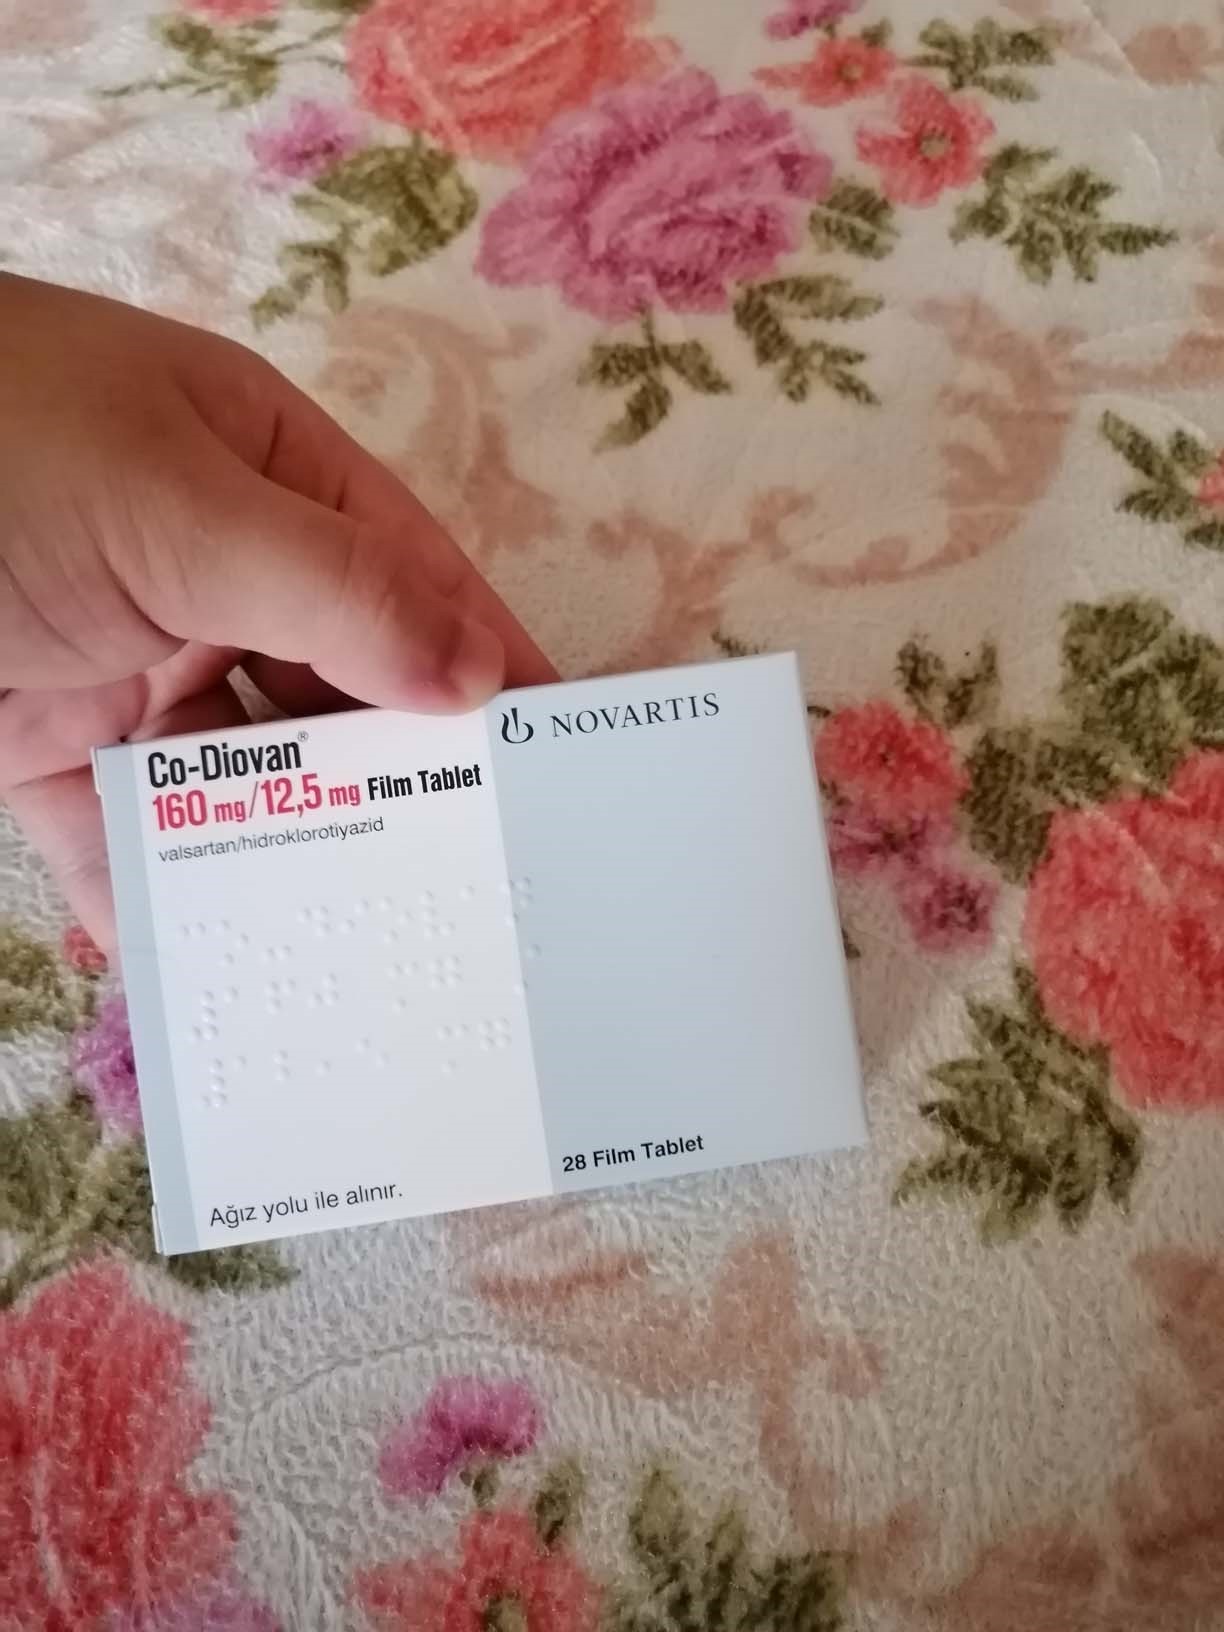 Co-Diovan®
160 mg/12,5 mg Film Tablet
valsartan/hidroklorotiyazid
Ağız yolu ile alınır.
NOVARTIS
28 Film Tablet